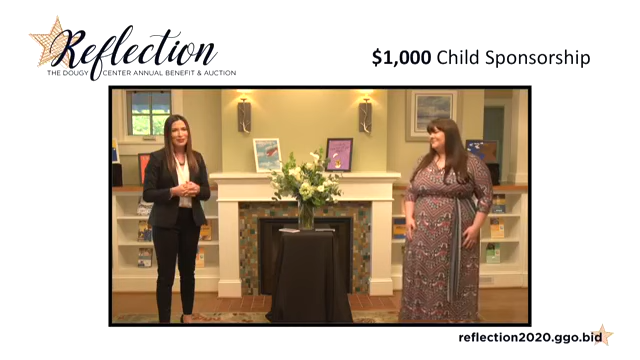 Reflection
THE DOUGY CENTER ANNUAL BENEFIT & AUCTION
$1,000 Child Sponsorship
reflection2020.ggo.bid